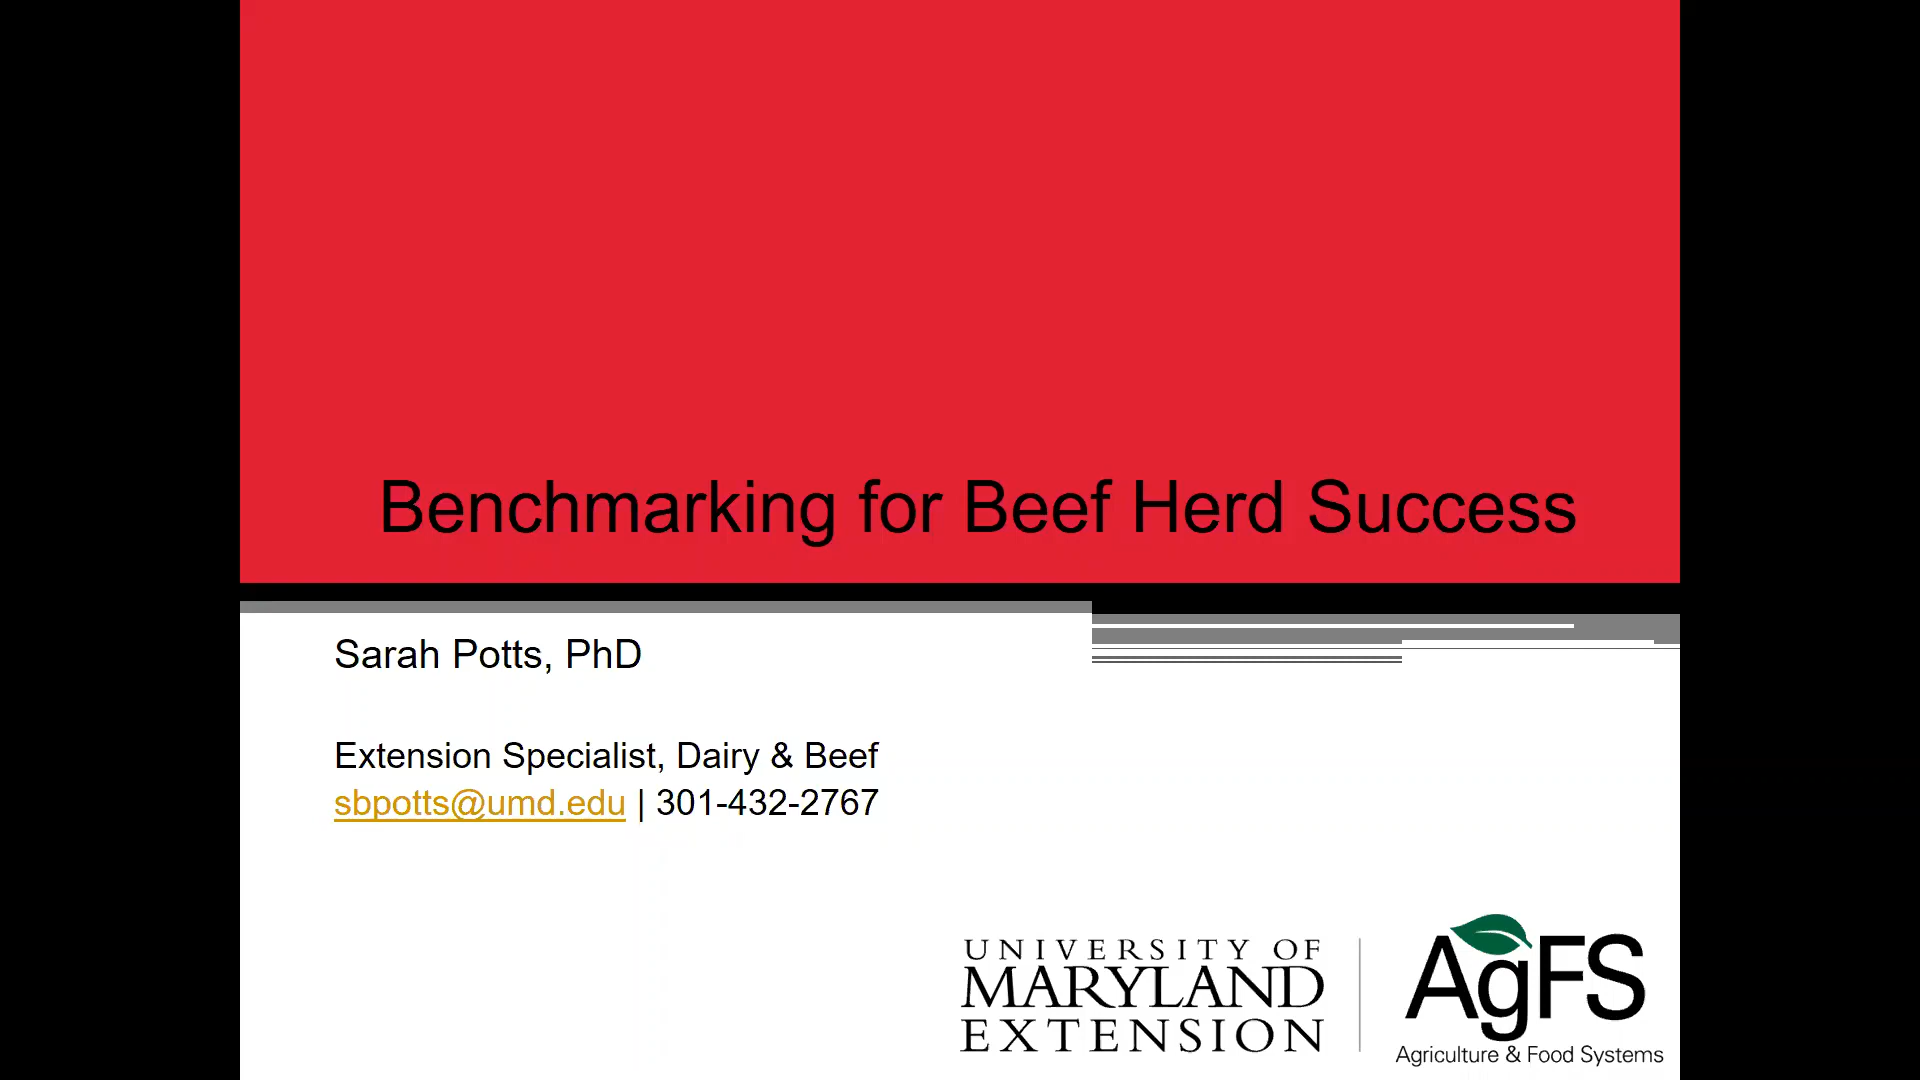 Benchmarking for Beef Herd Success
Sarah Potts, PhD
Extension Specialist, Dairy & Beef
sbpotts@umd.edu | 301-432-2767
UNIVERSITY OF
MARYLAND
EXTENSION
AgFS
Agriculture & Food Systems